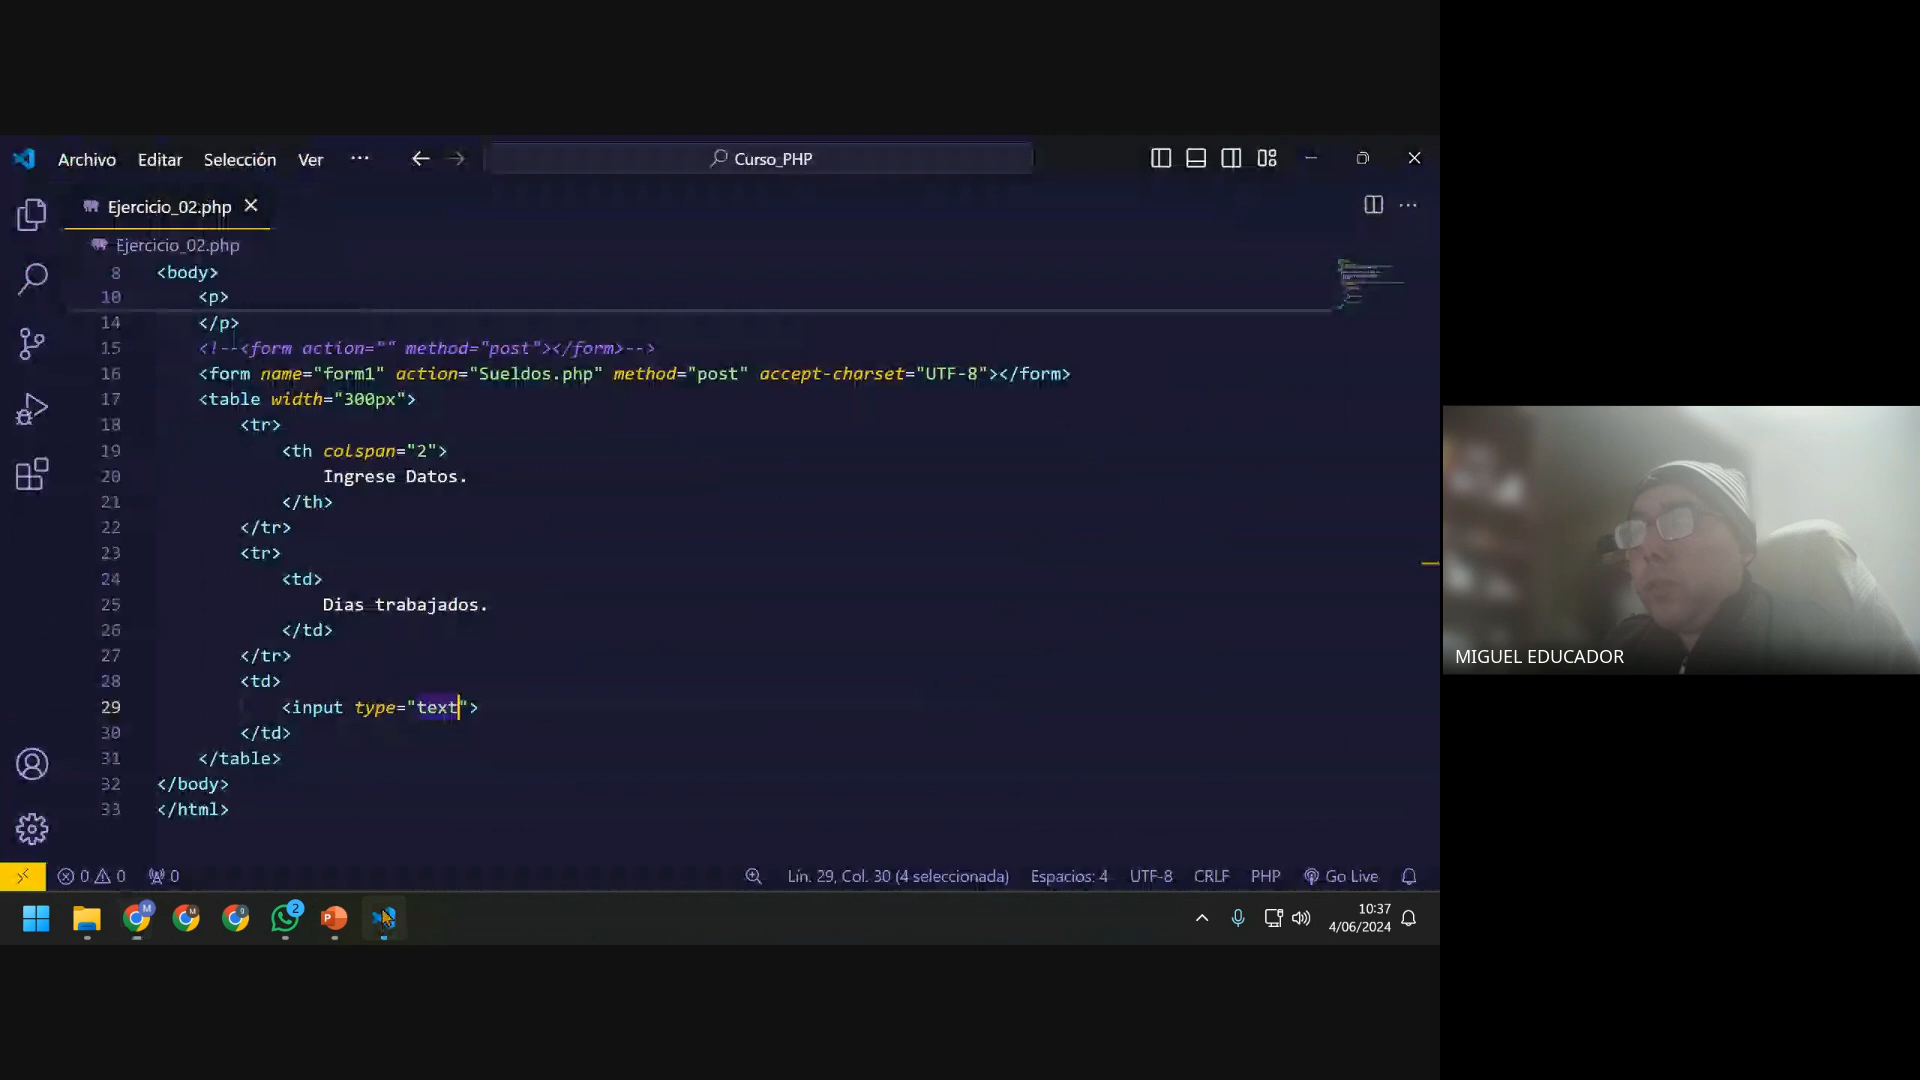 Archivo Editar Selección Ver ··· Curso_PHP
Ejercicio_02.php
Ejercicio_02.php
8 <body>
10 <p>
14 </p>
15 <!--<form action="" method="post"></form>-->
16 <form name="form1" action="Sueldos.php" method="post" accept-charset="UTF-8"></form>
17 <table width="300px">
18 <tr>
19 <th colspan="2">
20 Ingrese Datos.
21 </th>
22 </tr>
23 <tr>
24 <td>
25 Dias trabajados.
26 </td>
27 </tr>
28 <td>
29 <input type="text">
30 </td>
31 </table>
32 </body>
33 </html>
0 0 0 Lín. 29, Col. 30 (4 seleccionada) Espacios: 4 UTF-8 CRLF PHP Go Live
M M 9 2 P
10:37
4/06/2024
MIGUEL EDUCADOR